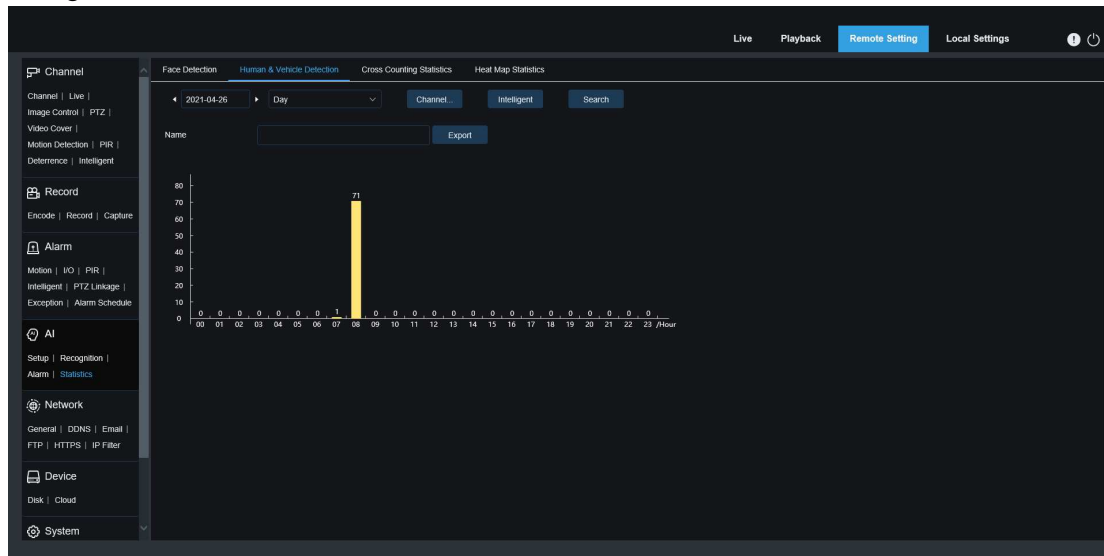 Live Playback Remote Setting Local Settings
Channel
Channel | Live |
Image Control | PTZ |
Video Cover |
Motion Detection | PIR |
Deterrence | Intelligent
Record
Encode | Record | Capture
Alarm
Motion | I/O | PIR |
Intelligent | PTZ Linkage |
Exception | Alarm Schedule
AI
Setup | Recognition |
Alarm | Statistics
Network
General | DDNS | Email |
FTP | HTTPS | IP Filter
Device
Disk | Cloud
System
Face Detection Human & Vehicle Detection Cross Counting Statistics Heat Map Statistics
2021-04-26 Day Channel... Intelligent Search
Name Export
80
70
60
50
40
30
20
10
0
71
0 0 0 0 0 0 0 1 0 0 0 0 0 0 0 0 0 0 0 0 0 0 0
00 01 02 03 04 05 06 07 08 09 10 11 12 13 14 15 16 17 18 19 20 21 22 23 /Hour